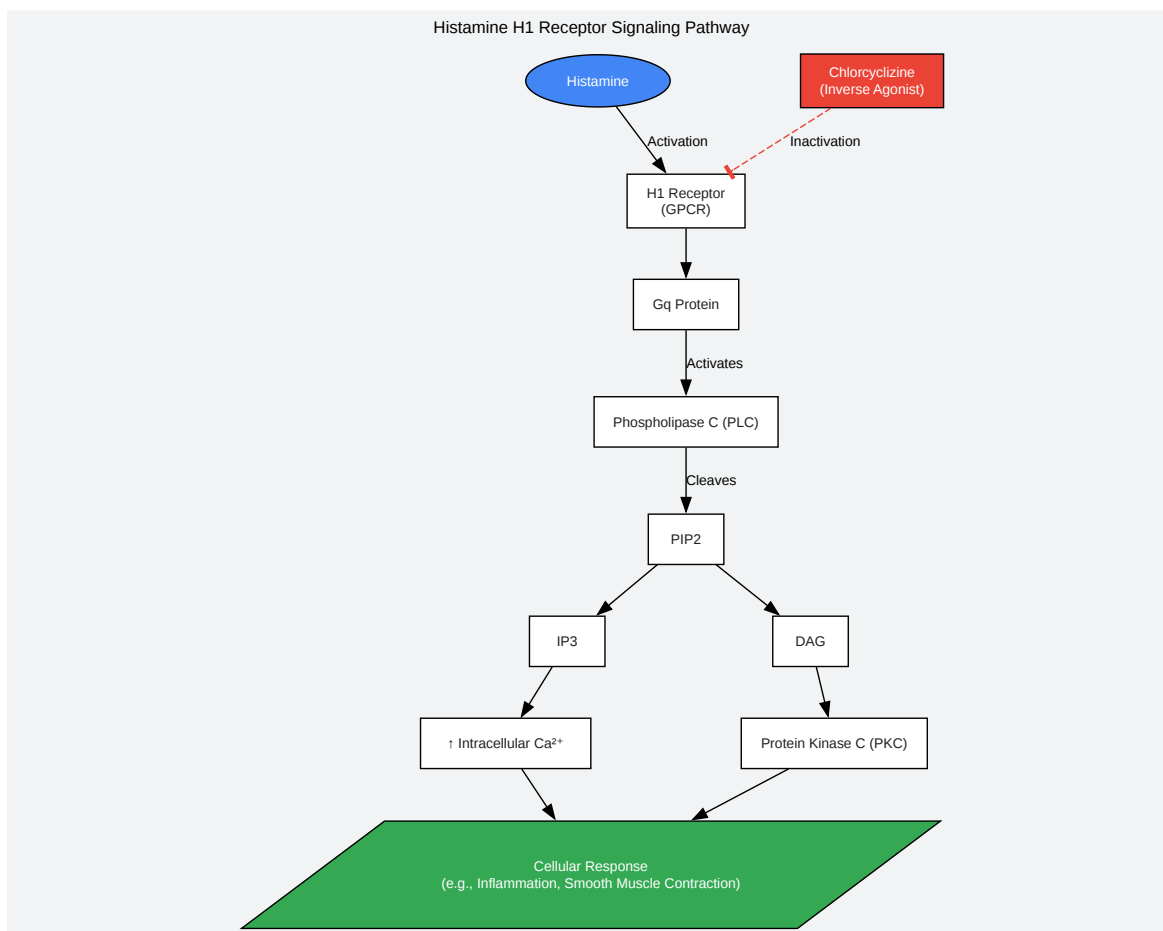 Histamine H1 Receptor Signaling Pathway
Histamine
Chlorcyclizine
(Inverse Agonist)
Activation
Inactivation
H1 Receptor
(GPCR)
Gq Protein
Activates
Phospholipase C (PLC)
Cleaves
PIP2
IP3
DAG
↑ Intracellular Ca²⁺
Protein Kinase C (PKC)
Cellular Response
(e.g., Inflammation, Smooth Muscle Contraction)